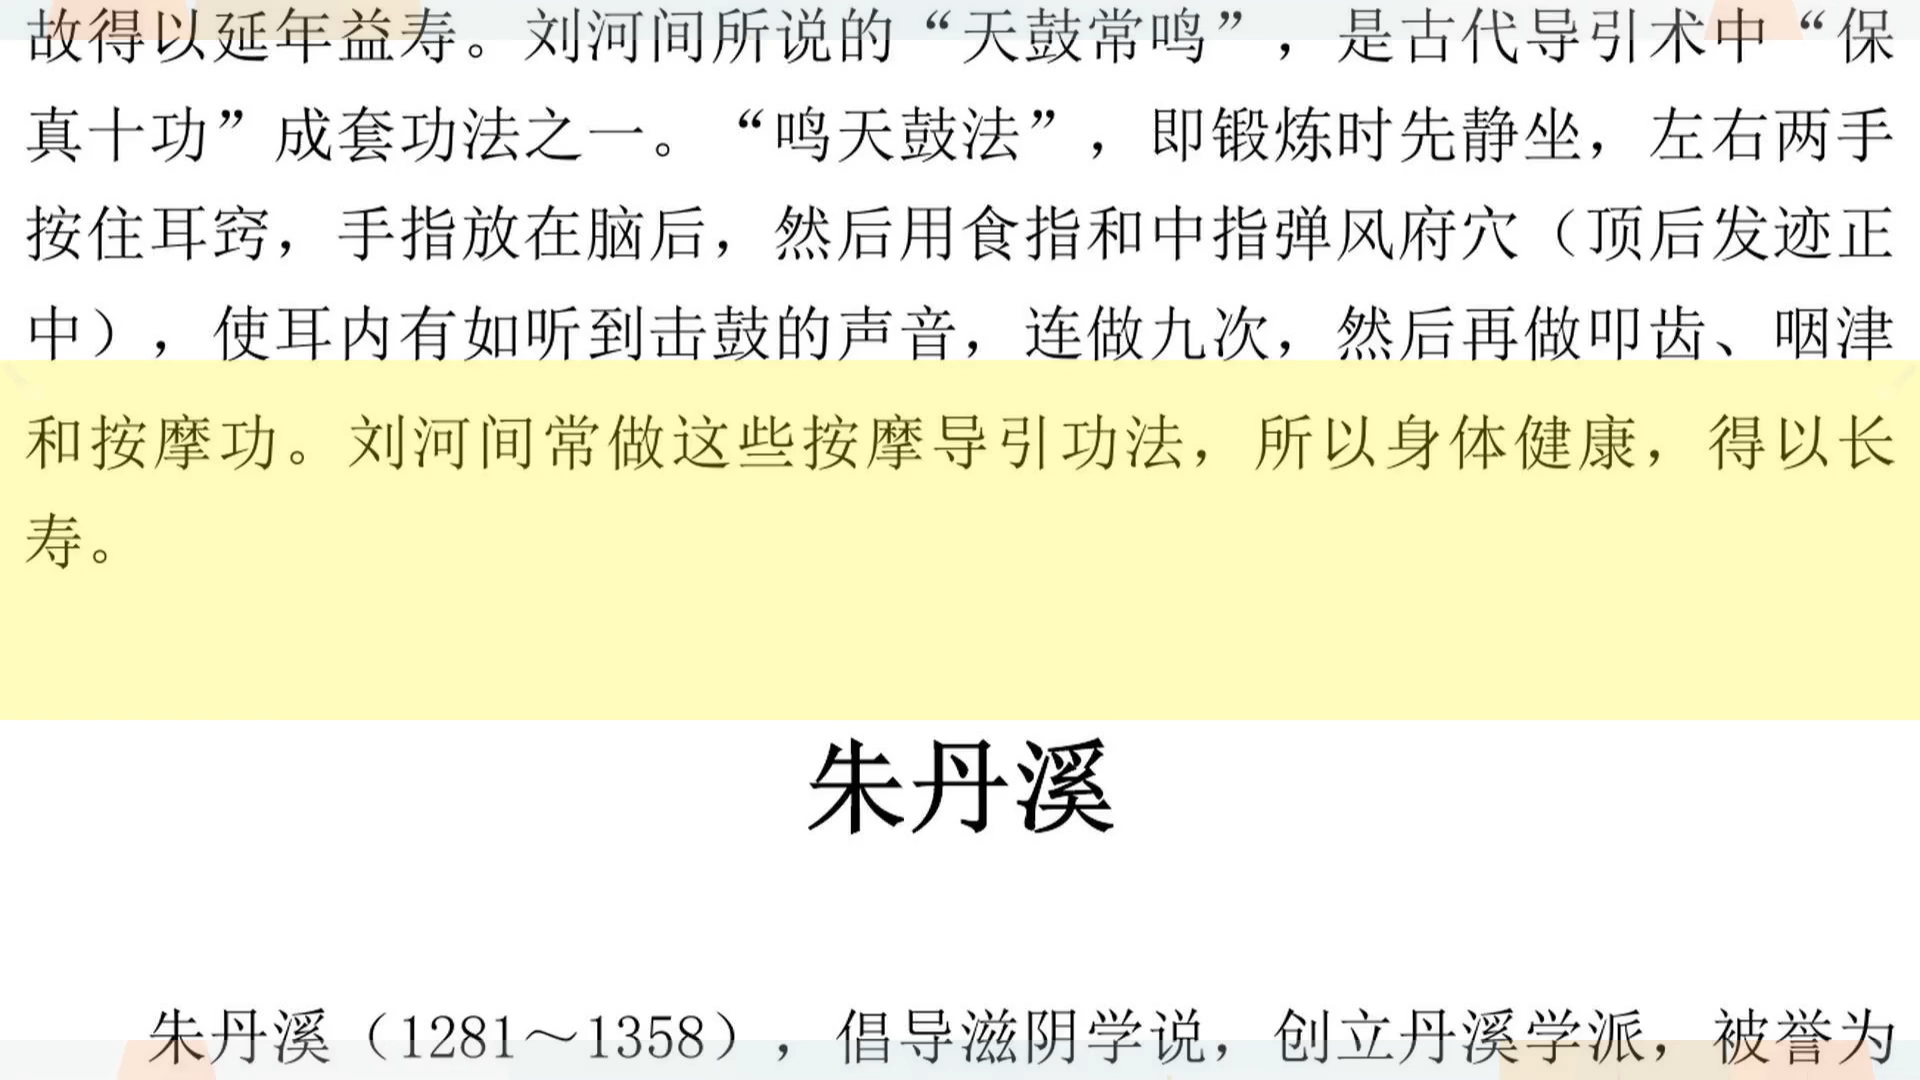 故得以延年益寿。刘河间所说的“天鼓常鸣”，是古代导引术中“保
真十功”成套功法之一。“鸣天鼓法”，即锻炼时先静坐，左右两手
按住耳窍，手指放在脑后，然后用食指和中指弹风府穴（顶后发迹正
中），使耳内有如听到击鼓的声音，连做九次，然后再做叩齿、咽津
和按摩功。刘河间常做这些按摩导引功法，所以身体健康，得以长
寿。
朱丹溪
朱丹溪（1281～1358），倡导滋阴学说，创立丹溪学派，被誉为